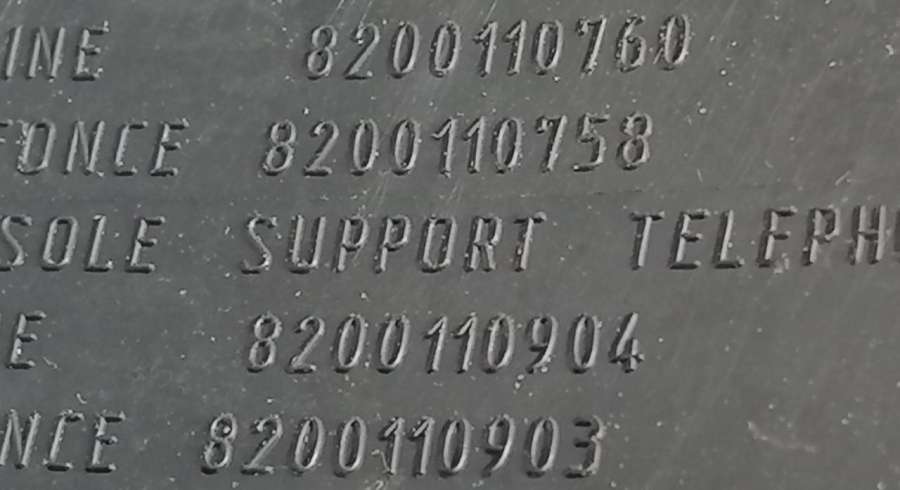 INE 8200110760
FONCE 8200110758
SOLE SUPPORT TELEPH
E 8200110904
NCE 8200110903